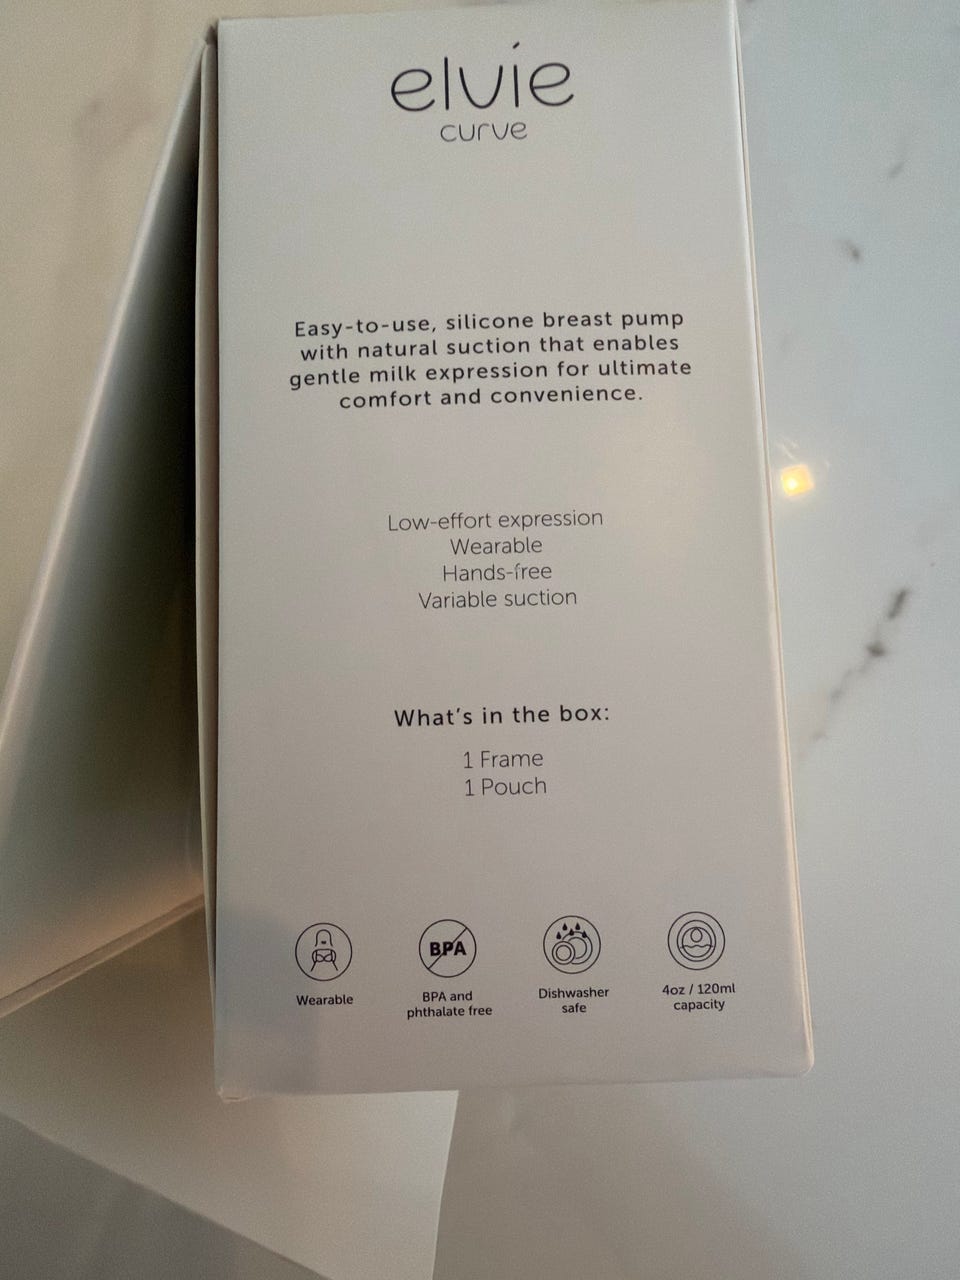 elvie
curve
Easy-to-use, silicone breast pump
with natural suction that enables
gentle milk expression for ultimate
comfort and convenience.
Low-effort expression
Wearable
Hands-free
Variable suction
What's in the box:
1 Frame
1 Pouch
BPA
Wearable
BPA and
phthalate free
Dishwasher
safe
4oz / 120ml
capacity